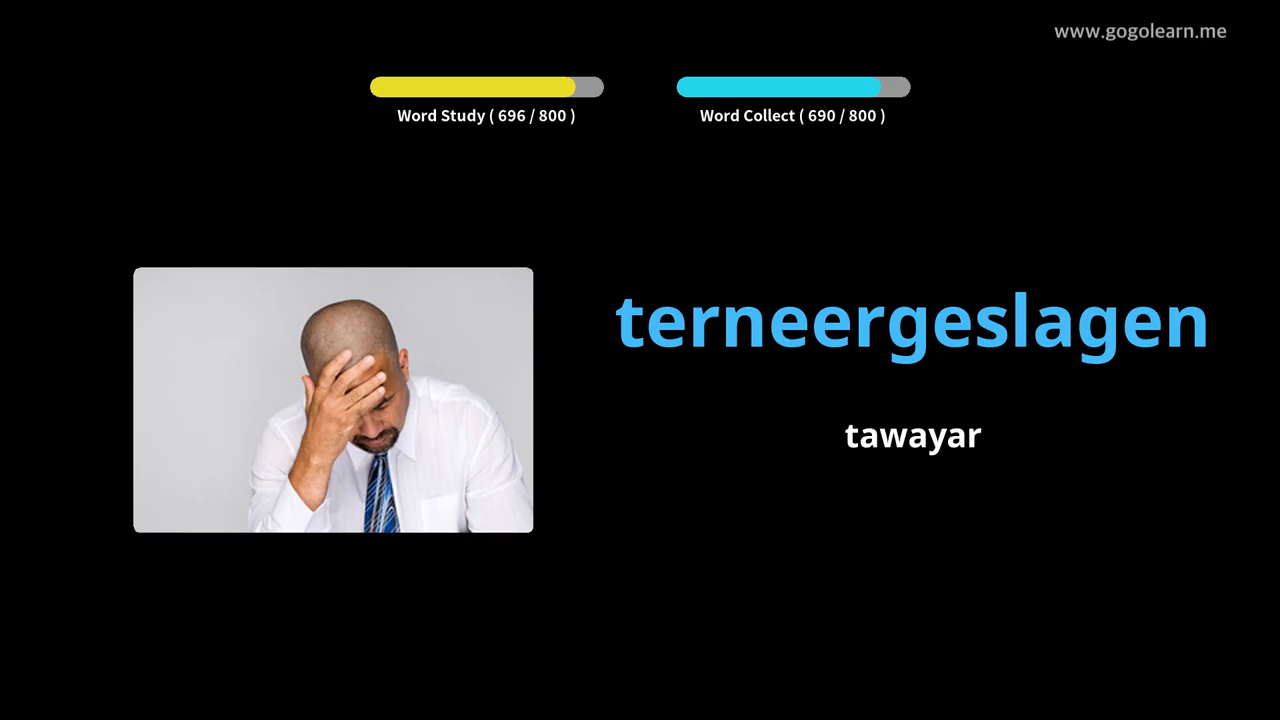 www.gogolearn.me
Word Study ( 696 / 800 )
Word Collect ( 690 / 800 )
terneergeslagen
tawayar